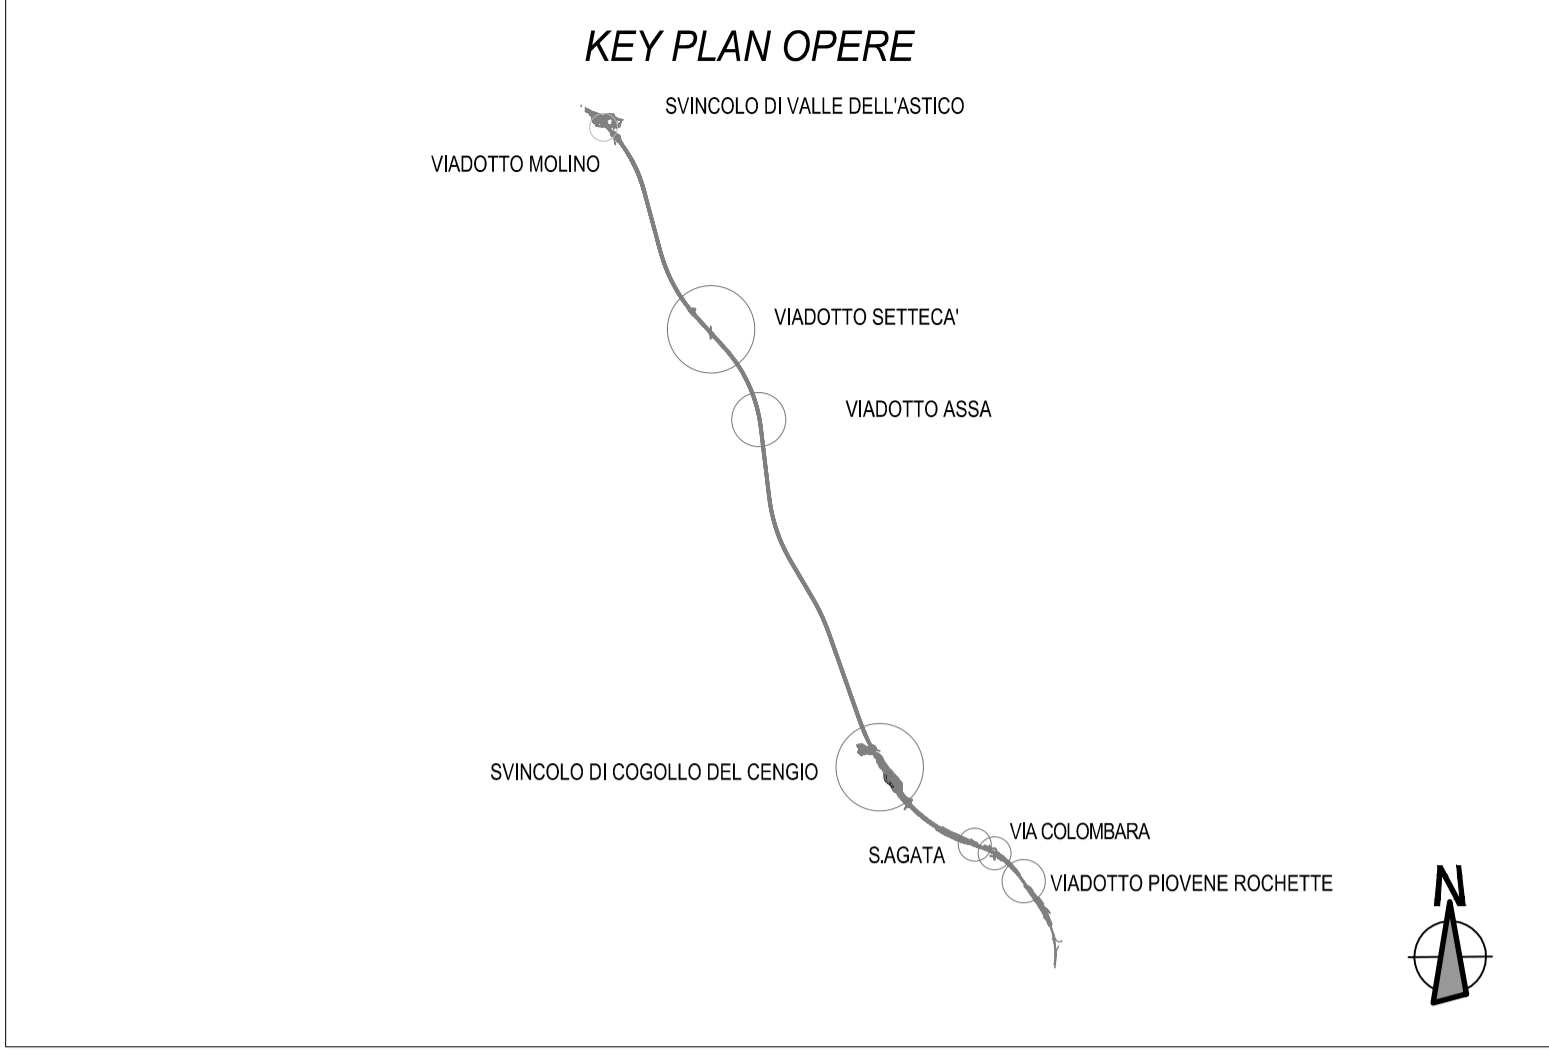 KEY PLAN OPERE
SVINCOLO DI VALLE DELL'ASTICO
VIADOTTO MOLINO
VIADOTTO SETTECA'
VIADOTTO ASSA
SVINCOLO DI COGOLLO DEL CENGIO
VIA COLOMBARA
S.AGATA
VIADOTTO PIOVENE ROCHETTE
N